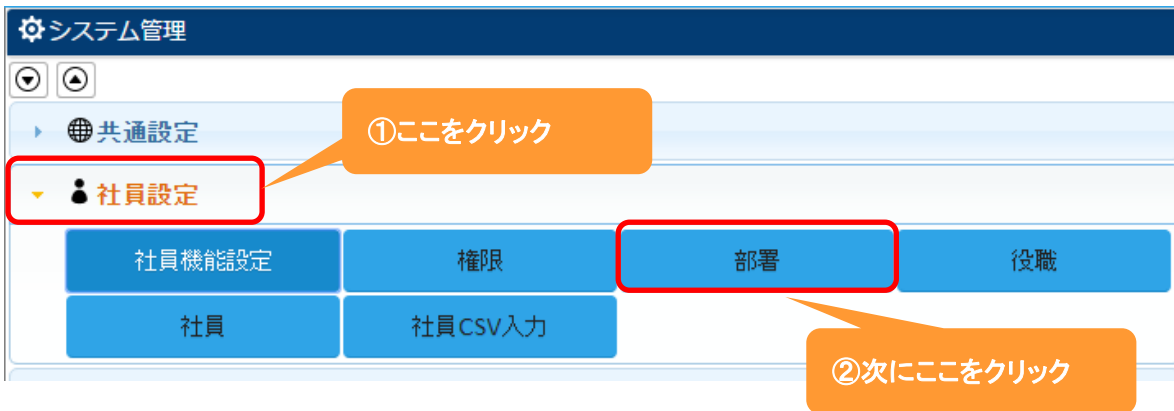 システム管理
共通設定
①ここをクリック
社員設定
社員機能設定
権限
部署
役職
社員
社員CSV入力
②次にここをクリック